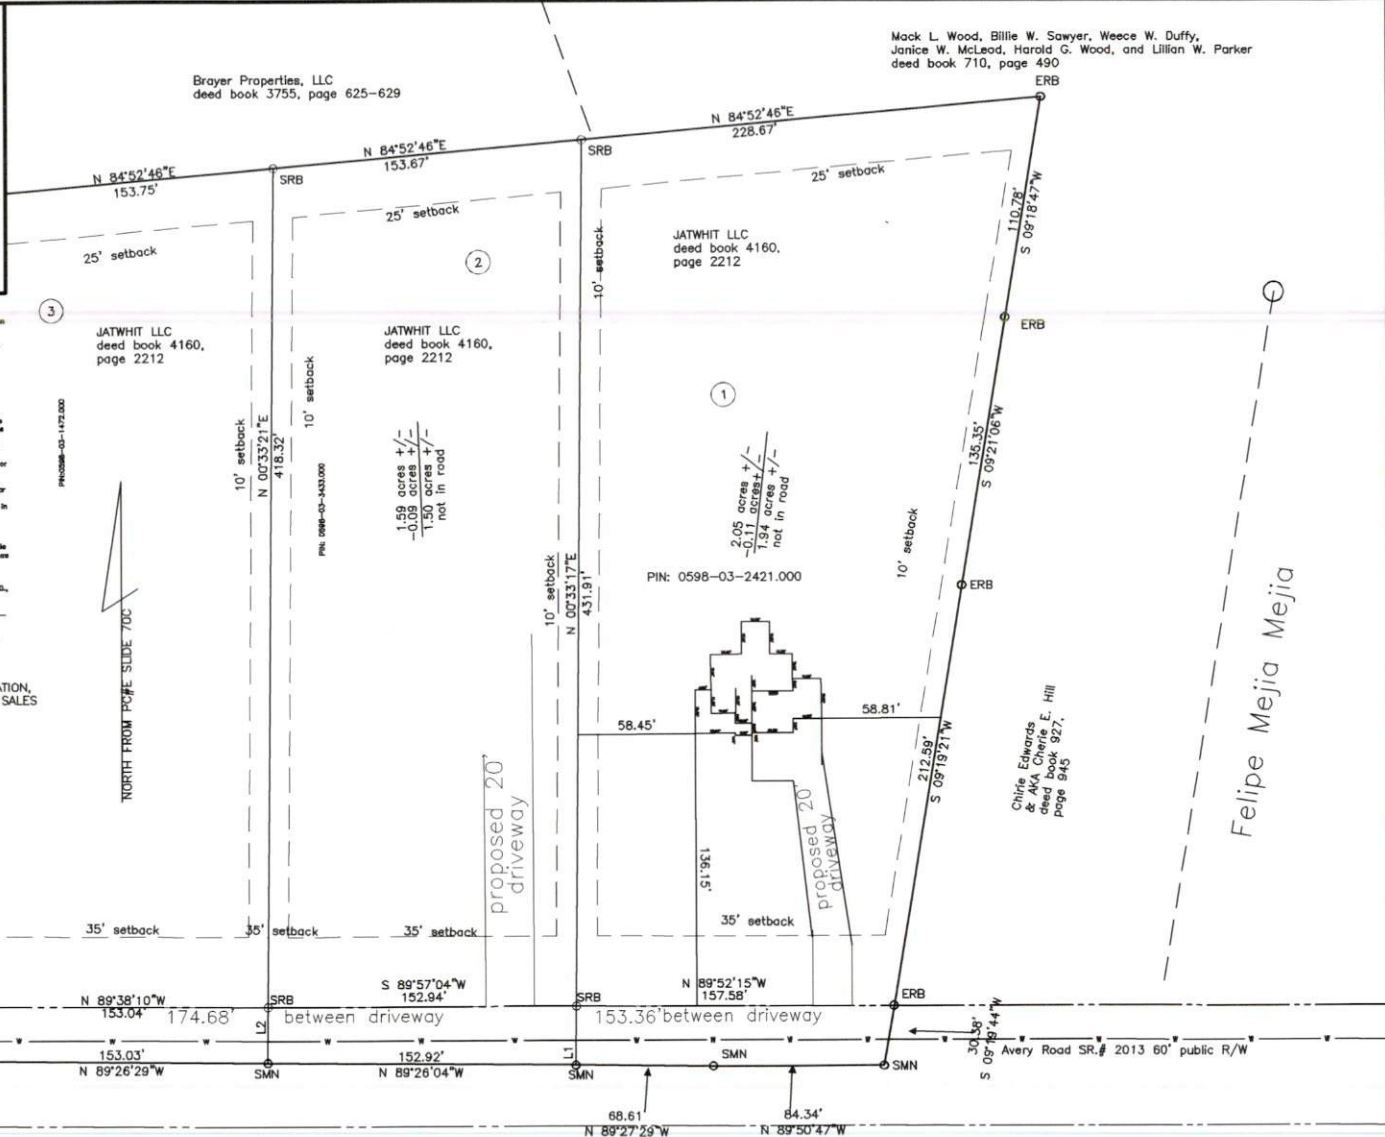 Mack L. Wood, Billie W. Sawyer, Weece W. Duffy,
Janice W. McLeod, Harold G. Wood, and Lillian W. Parker
deed book 710, page 490
ERB
Brayer Properties, LLC
deed book 3755, page 625-629
N 84°52'46"E
153.75'
N 84°52'46"E
153.67'
N 84°52'46"E
228.67'
SRB
SRB
25' setback
25' setback
25' setback
3
2
1
JATWHIT LLC
deed book 4160,
page 2212
JATWHIT LLC
deed book 4160,
page 2212
JATWHIT LLC
deed book 4160,
page 2212
10' setback
110.78'
S 09°18'47"W
ERB
10' setback
10' setback
N 00°33'21"E
418.32'
1.59 acres +/-
-0.09 acres +/-
1.50 acres +/-
not in road
2.05 acres +/-
-0.11 acres+/-
1.94 acres +/-
not in road
135.35'
S 09°21'06"W
10' setback
10' setback
N 00°33'17"E
431.91'
PIN: 0598-03-2421.000
ERB
NORTH FROM PC#E SLIDE 70C
ATION,
SALES
58.45'
58.81'
212.59'
S 09°19'21"W
Chirie Edwards
& AKA Cherie E. Hill
deed book 927,
page 945
Felipe Mejia Mejia
proposed 20'
driveway
136.15'
proposed 20'
driveway
35' setback
35' setback
35' setback
35' setback
N 89°38'10"W
153.04'
SRB
S 89°57'04"W
152.94'
SRB
N 89°52'15"W
157.58'
ERB
174.68'
between driveway
153.36'between driveway
L2
L1
30.38'
S 09°19'44"W
Avery Road SR.# 2013 60' public R/W
153.03'
N 89°26'29"W
SMN
152.92'
N 89°26'04"W
SMN
SMN
SMN
68.61
N 89°27'29"W
84.34'
N 89°50'47"W